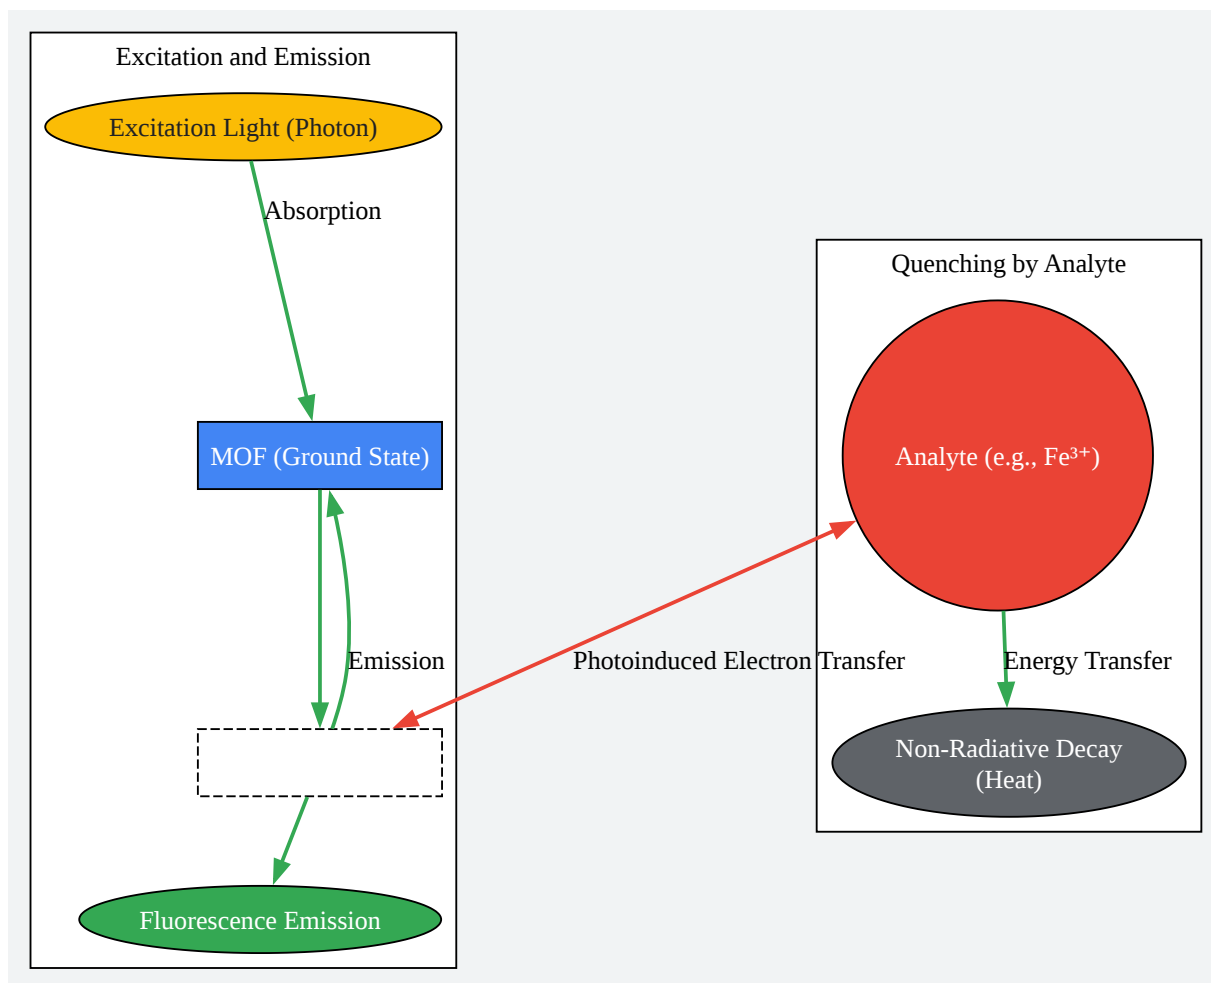 Excitation and Emission
Excitation Light (Photon)
Absorption
Quenching by Analyte
MOF (Ground State)
Analyte (e.g., Fe³⁺)
Emission
Photoinduced Electron Transfer
Energy Transfer
Non-Radiative Decay
(Heat)
Fluorescence Emission